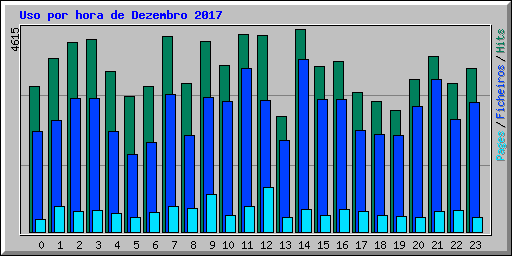 Uso por hora de Dezembro 2017
4615
0 1 2 3 4 5 6 7 8 9 10 11 12 13 14 15 16 17 18 19 20 21 22 23
Pages/Ficheiros/Hits